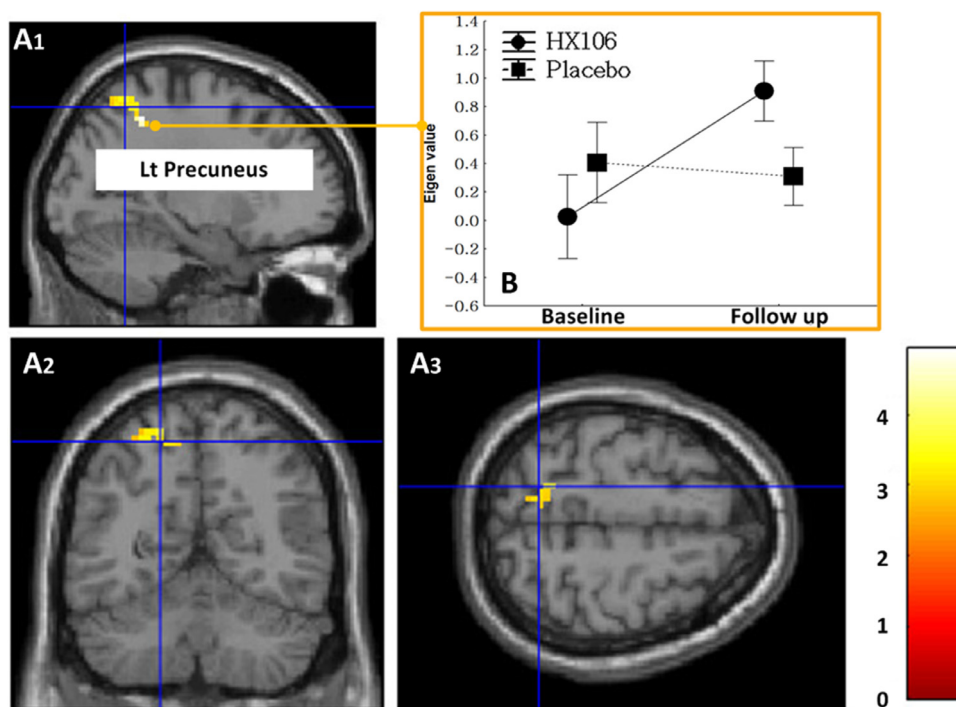 A1
Lt Precuneus
1.4
1.2
1.0
0.8
0.6
0.4
0.2
0.0
-0.2
-0.4
-0.6
Eigen value
HX106
Placebo
B
Baseline
Follow up
A2
A3
4
3
2
1
0